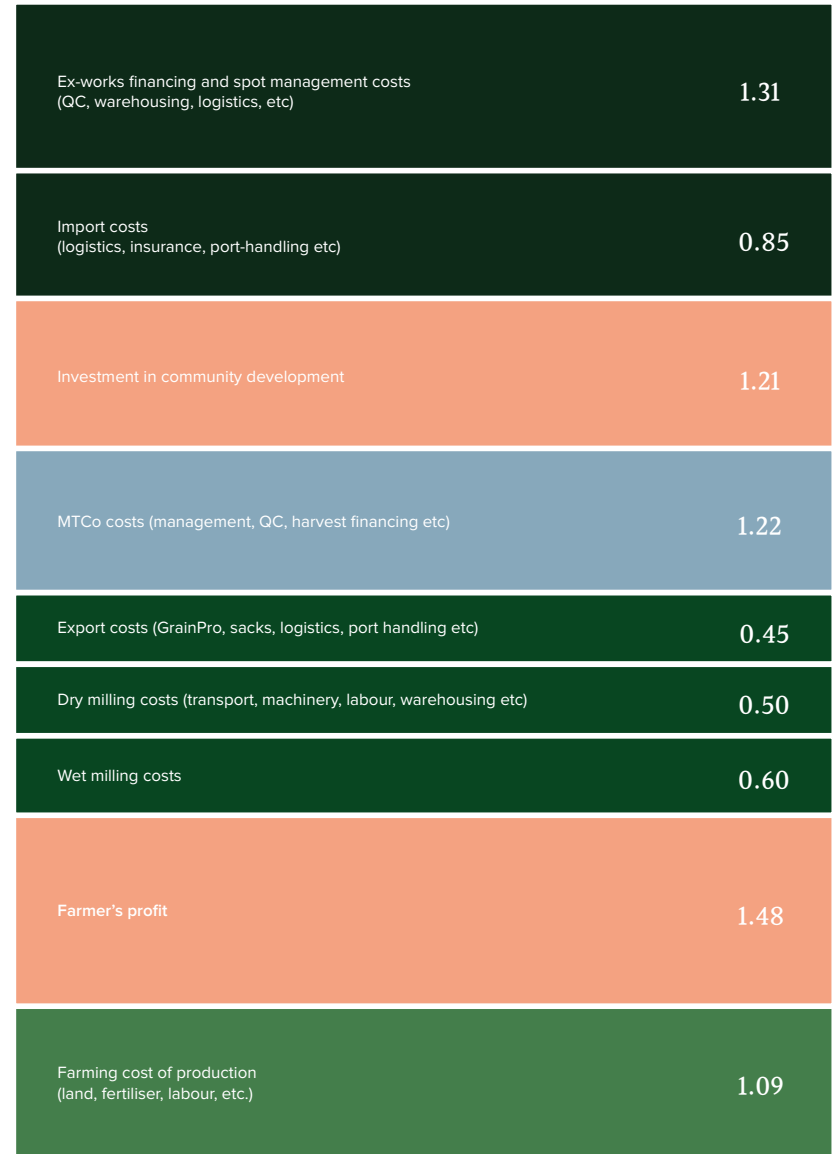 Ex-works financing and spot management costs
(QC, warehousing, logistics, etc)
1.31
Import costs
(logistics, insurance, port-handling etc)
0.85
Investment in community development
1.21
MTCo costs (management, QC, harvest financing etc)
1.22
Export costs (GrainPro, sacks, logistics, port handling etc)
0.45
Dry milling costs (transport, machinery, labour, warehousing etc)
0.50
Wet milling costs
0.60
Farmer’s profit
1.48
Farming cost of production
(land, fertiliser, labour, etc.)
1.09